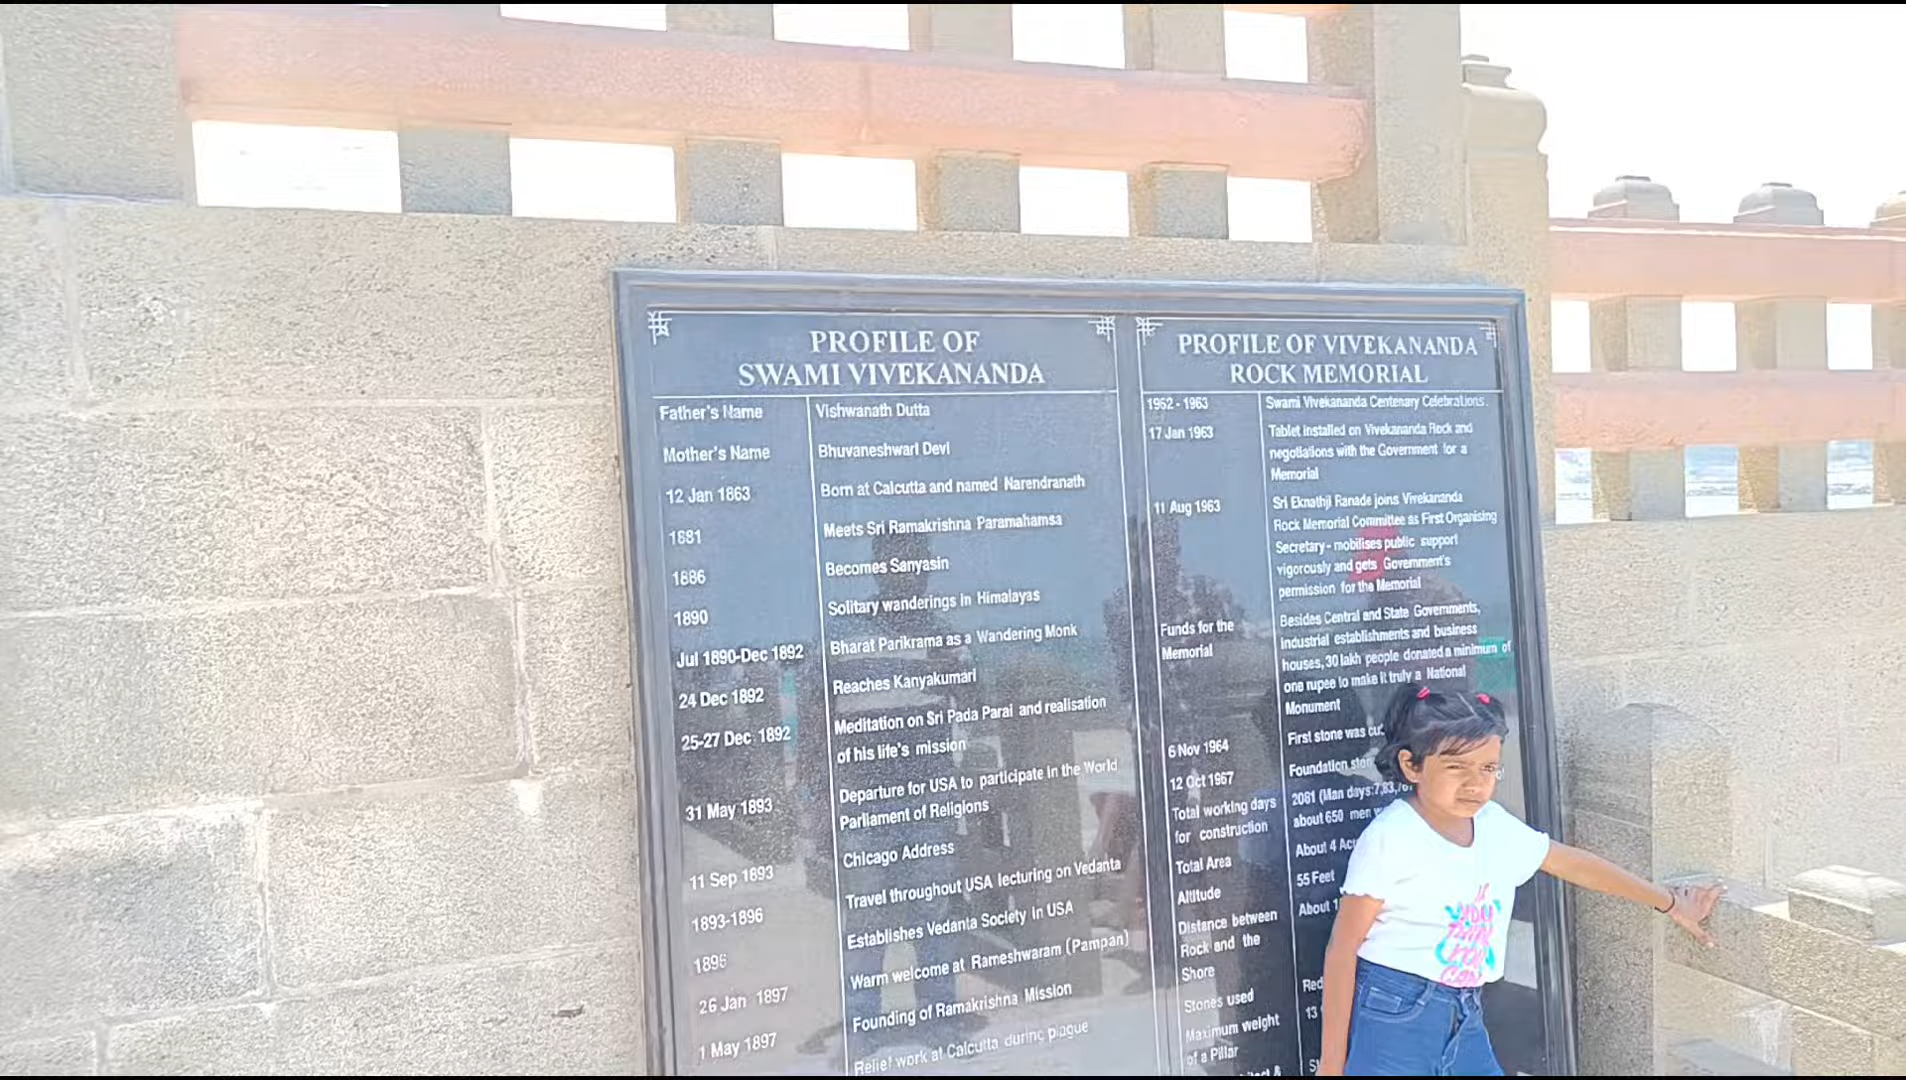 PROFILE OF
SWAMI VIVEKANANDA
Father's Name Vishwanath Dutta
Mother's Name Bhuvaneshwari Devi
12 Jan 1863 Born at Calcutta and named Narendranath
1881 Meets Sri Ramakrishna Paramahamsa
1886 Becomes Sanyasin
1890 Solitary wanderings in Himalayas
Jul 1890-Dec 1892 Bharat Parikrama as a Wandering Monk
24 Dec 1892 Reaches Kanyakumari
25-27 Dec 1892 Meditation on Sri Pada Parai and realisation
of his life's mission
31 May 1893 Departure for USA to participate in the World
Parliament of Religions
11 Sep 1893 Chicago Address
1893-1896 Travel throughout USA lecturing on Vedanta
1896 Establishes Vedanta Society in USA
26 Jan 1897 Warm welcome at Rameshwaram (Pampan)
1 May 1897 Founding of Ramakrishna Mission
Relief work at Calcutta during plague
PROFILE OF VIVEKANANDA
ROCK MEMORIAL
1962 - 1963 Swami Vivekananda Centenary Celebrations.
17 Jan 1963 Tablet installed on Vivekananda Rock and
negotiations with the Government for a
Memorial
11 Aug 1963 Sri Eknathji Ranade joins Vivekananda
Rock Memorial Committee as First Organising
Secretary - mobilises public support
vigorously and gets Government's
permission for the Memorial
Funds for the
Memorial
Besides Central and State Governments,
industrial establishments and business
houses, 30 lakh people donated a minimum of
one rupee to make it truly a National
Monument
6 Nov 1964 First stone was
12 Oct 1967 Foundation
Total working days
for construction
2081 (Man days:
about 650 men
Total Area About 4
Altitude 55 Feet
Distance between
Rock and the
Shore
About
Stones used
Maximum weight
of a Pillar
13
YOU
CAN